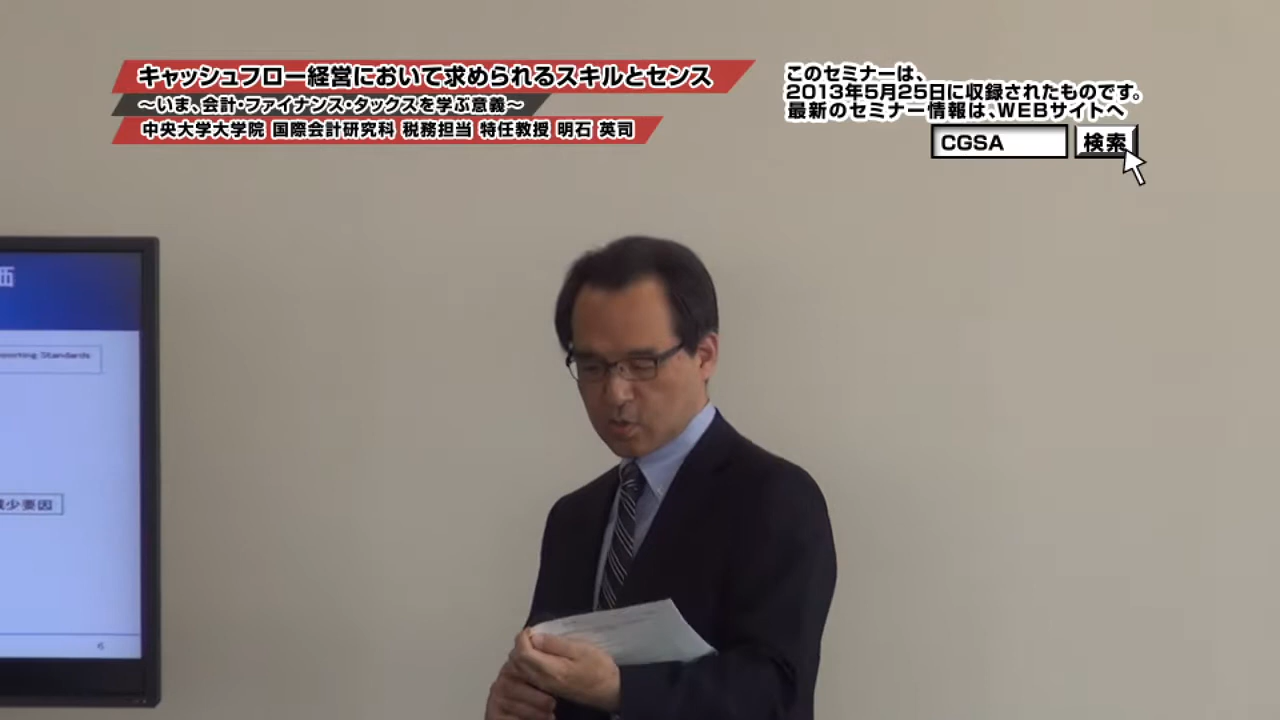 キャッシュフロー経営において求められるスキルとセンス
～いま、会計・ファイナンス・タックスを学ぶ意義～
中央大学大学院 国際会計研究科 税務担当 特任教授 明石 英司
このセミナーは、
2013年5月25日に収録されたものです。
最新のセミナー情報は、WEBサイトへ
CGSA
検索
価
Standards
少要因
6